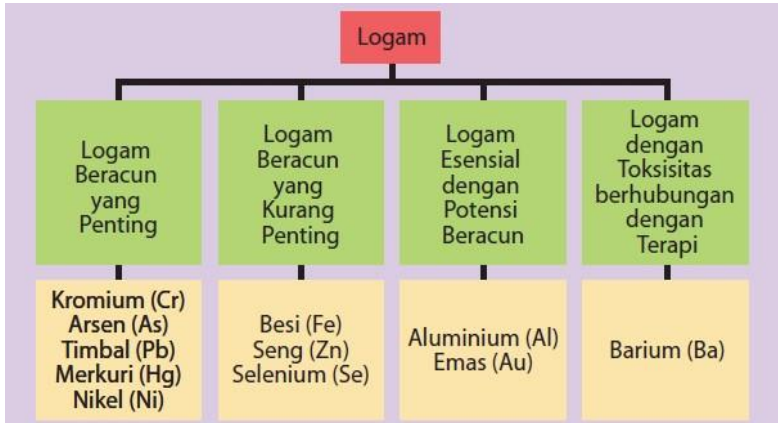 Logam
Logam
Beracun
yang
Penting
Logam
Beracun
yang
Kurang
Penting
Logam
Esensial
dengan
Potensi
Beracun
Logam
dengan
Toksisitas
berhubungan
dengan
Terapi
Kromium (Cr)
Arsen (As)
Timbal (Pb)
Merkuri (Hg)
Nikel (Ni)
Besi (Fe)
Seng (Zn)
Selenium (Se)
Aluminium (Al)
Emas (Au)
Barium (Ba)